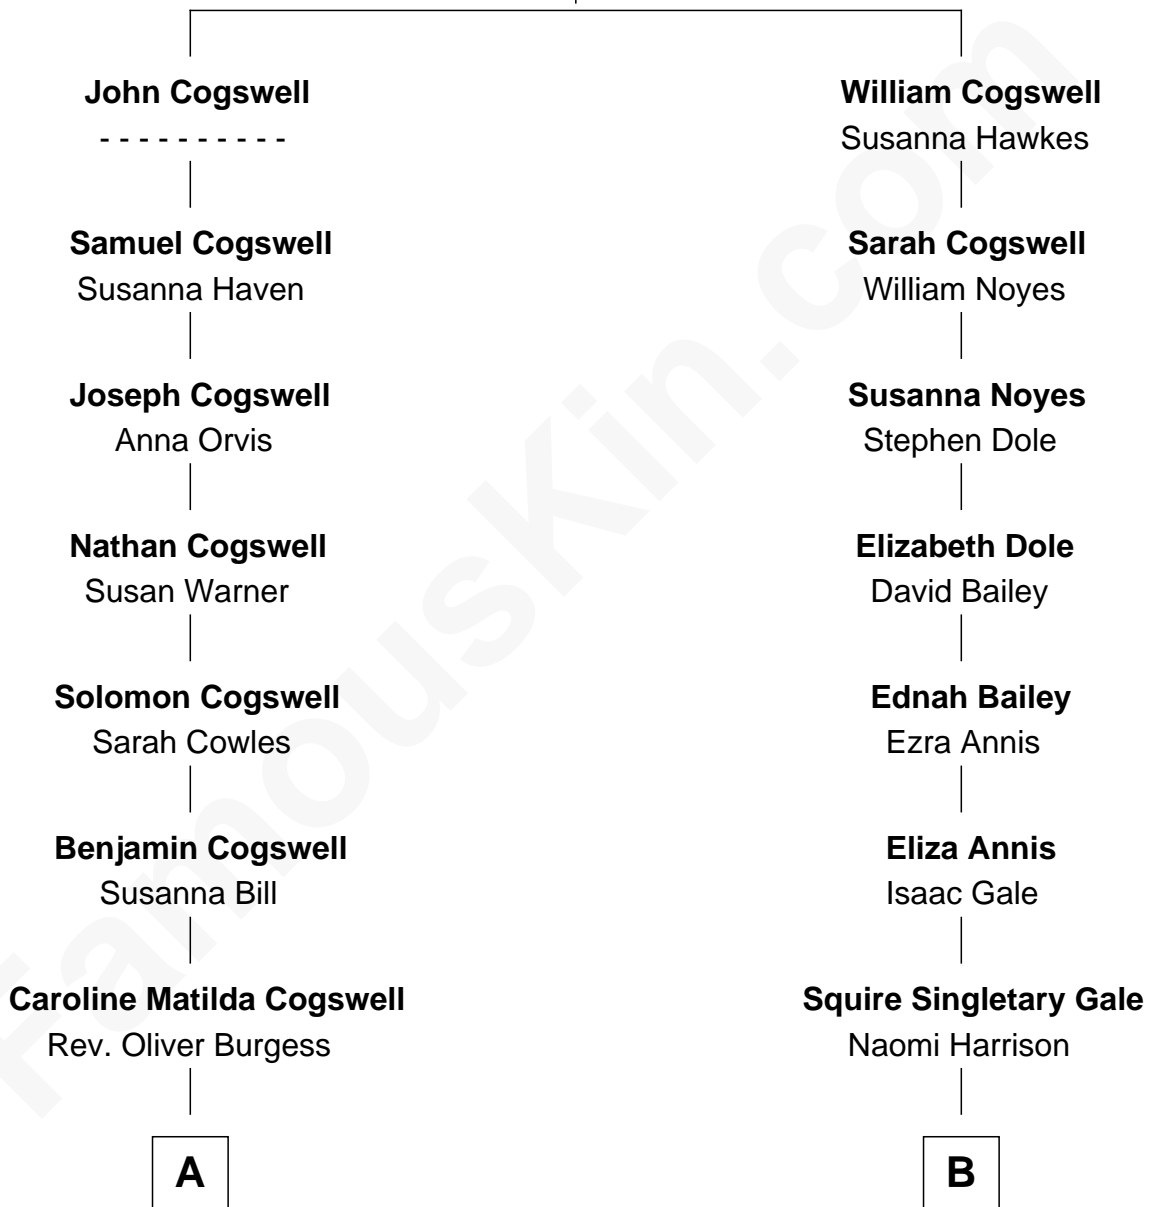 John Cogswell
- - - - - - - - - -
Samuel Cogswell
Susanna Haven
Joseph Cogswell
Anna Orvis
Nathan Cogswell
Susan Warner
Solomon Cogswell
Sarah Cowles
Benjamin Cogswell
Susanna Bill
Caroline Matilda Cogswell
Rev. Oliver Burgess
A
William Cogswell
Susanna Hawkes
Sarah Cogswell
William Noyes
Susanna Noyes
Stephen Dole
Elizabeth Dole
David Bailey
Ednah Bailey
Ezra Annis
Eliza Annis
Isaac Gale
Squire Singletary Gale
Naomi Harrison
B
FamousKin.com